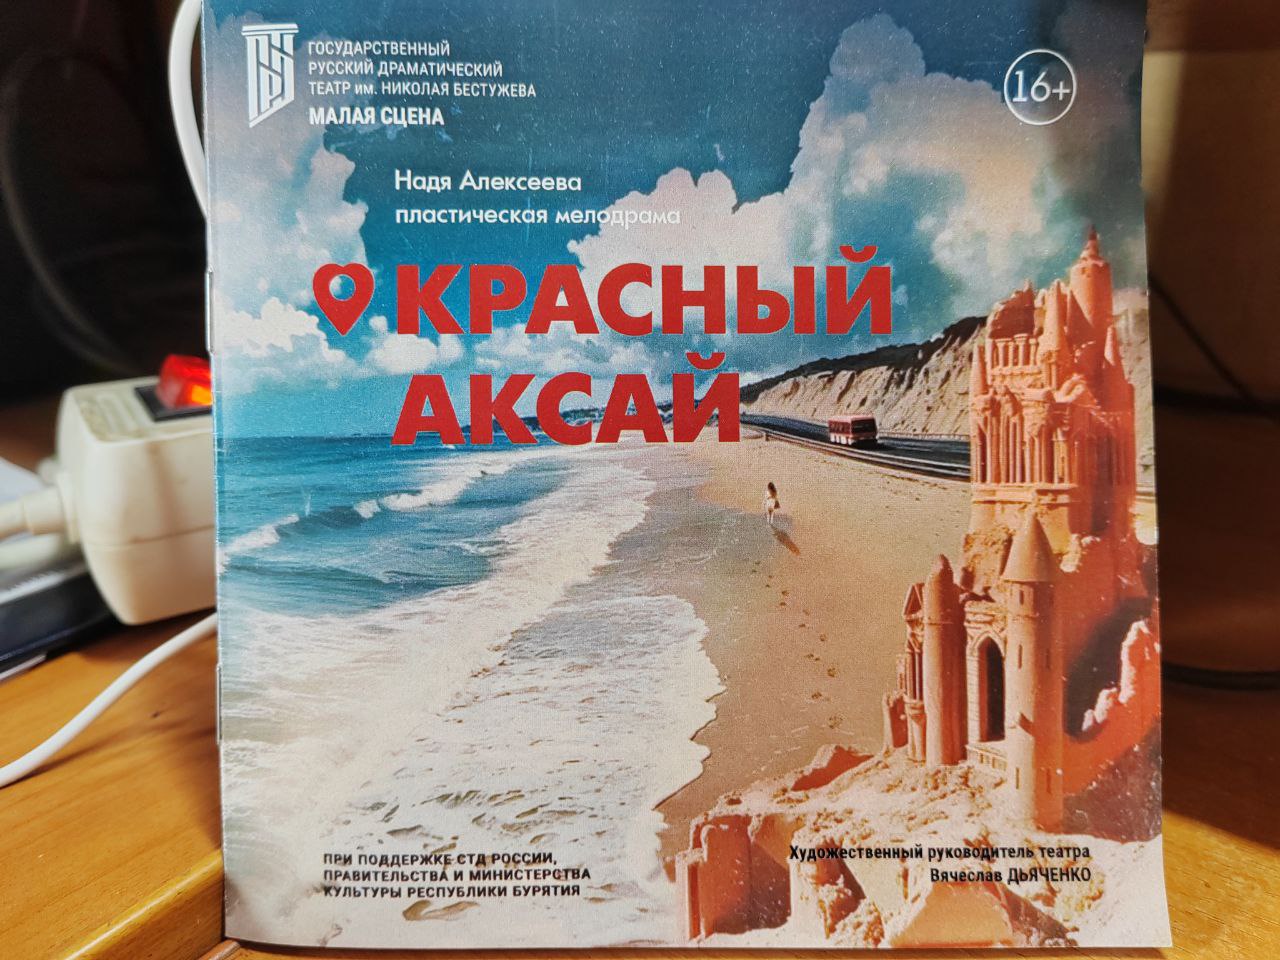 ГОСУДАРСТВЕННЫЙ
РУССКИЙ ДРАМАТИЧЕСКИЙ
ТЕАТР им. НИКОЛАЯ БЕСТУЖЕВА
МАЛАЯ СЦЕНА
16+
Надя Алексеева
пластическая мелодрама
КРАСНЫЙ
АКСАЙ
ПРИ ПОДДЕРЖКЕ СТД РОССИИ,
ПРАВИТЕЛЬСТВА И МИНИСТЕРСТВА
КУЛЬТУРЫ РЕСПУБЛИКИ БУРЯТИЯ
Художественный руководитель театра
Вячеслав ДЬЯЧЕНКО